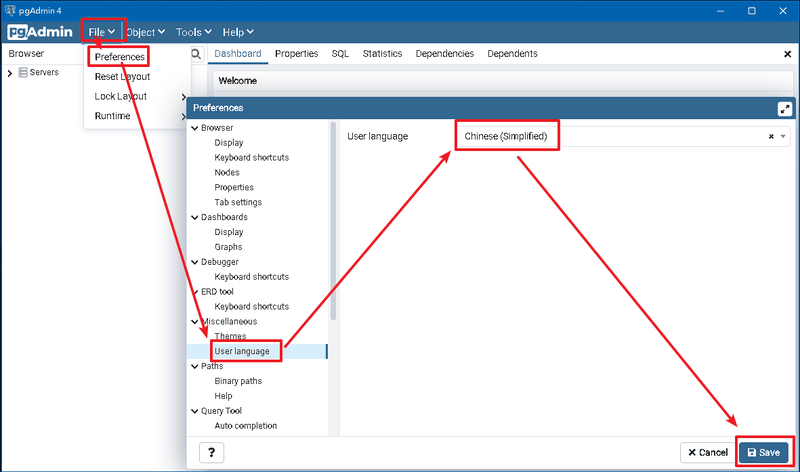 pgAdmin 4
pgAdmin File Object Tools Help
Browser
Servers
Preferences
Reset Layout
Lock Layout
Runtime
Dashboard Properties SQL Statistics Dependencies Dependents
Welcome
Preferences
Browser
Display
Keyboard shortcuts
Nodes
Properties
Tab settings
Dashboards
Display
Graphs
Debugger
Keyboard shortcuts
ERD tool
Keyboard shortcuts
Miscellaneous
Themes
User language
Paths
Binary paths
Help
Query Tool
Auto completion
User language Chinese (Simplified)
? Cancel Save